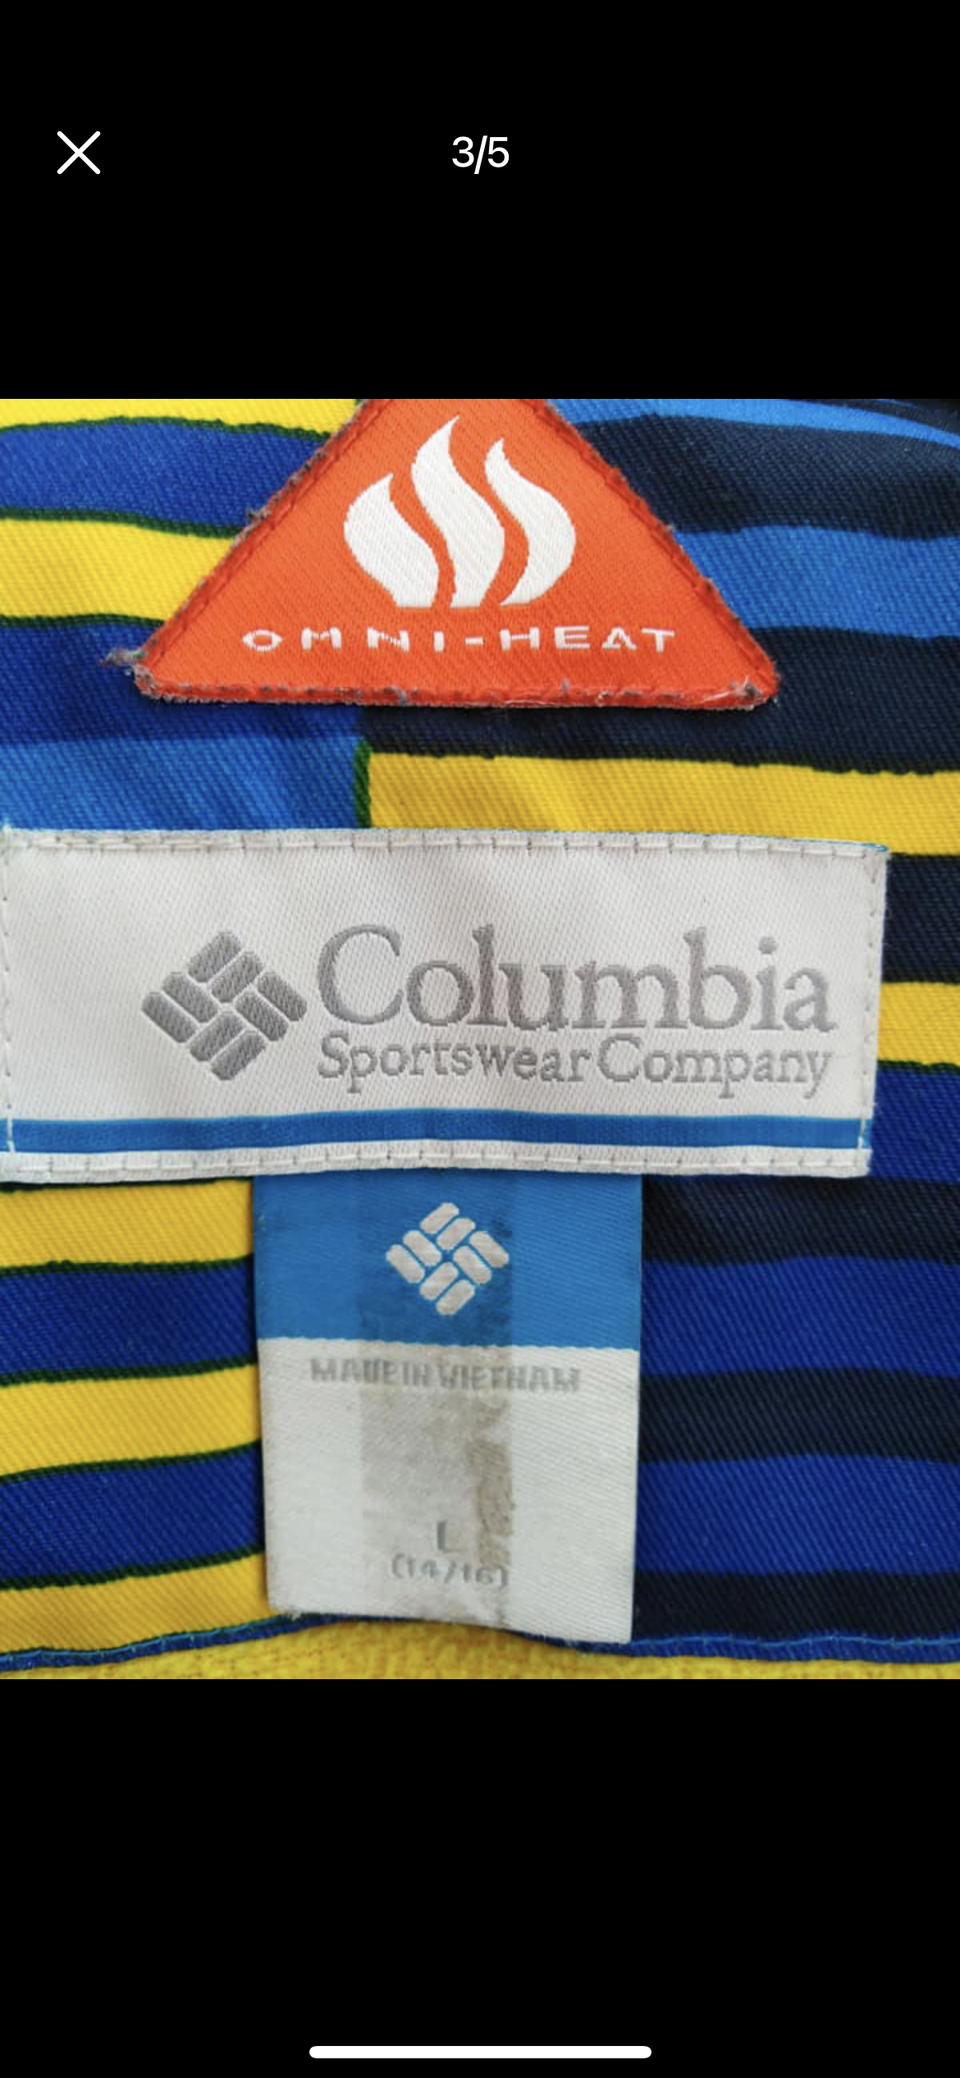 3/5
OMNI-HEAT
Columbia
Sportswear Company
MADE IN VIETNAM
L
(14/16)